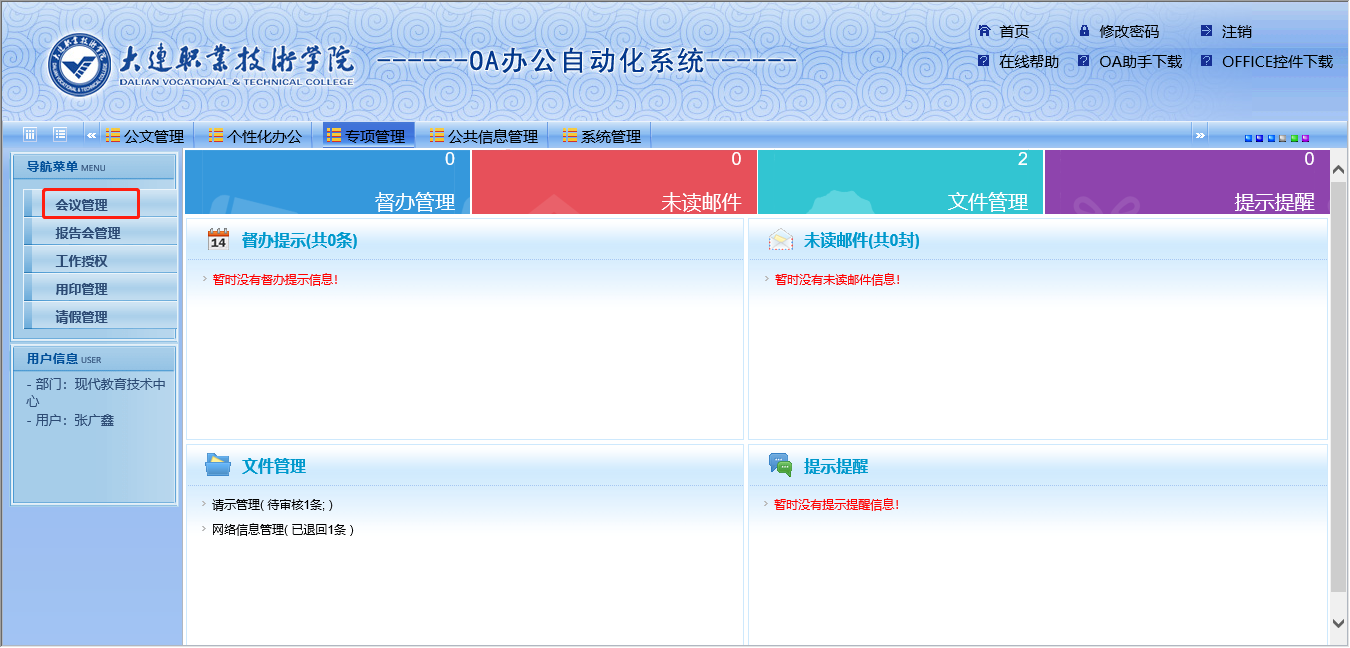 大连职业技术学院
DALIAN VOCATIONAL & TECHNICAL COLLEGE
------OA办公自动化系统------
首页 修改密码 注销
在线帮助 OA助手下载 OFFICE控件下载
« 公文管理 个性化办公 专项管理 公共信息管理 系统管理 »
导航菜单 MENU
会议管理
报告会管理
工作授权
用印管理
请假管理
用户信息 USER
- 部门：现代教育技术中
心
- 用户：张广鑫
0
督办管理
0
未读邮件
2
文件管理
0
提示提醒
14 督办提示(共0条)
暂时没有督办提示信息!
未读邮件(共0封)
暂时没有未读邮件信息!
文件管理
请示管理( 待审核1条; )
网络信息管理( 已退回1条 )
提示提醒
暂时没有提示提醒信息!